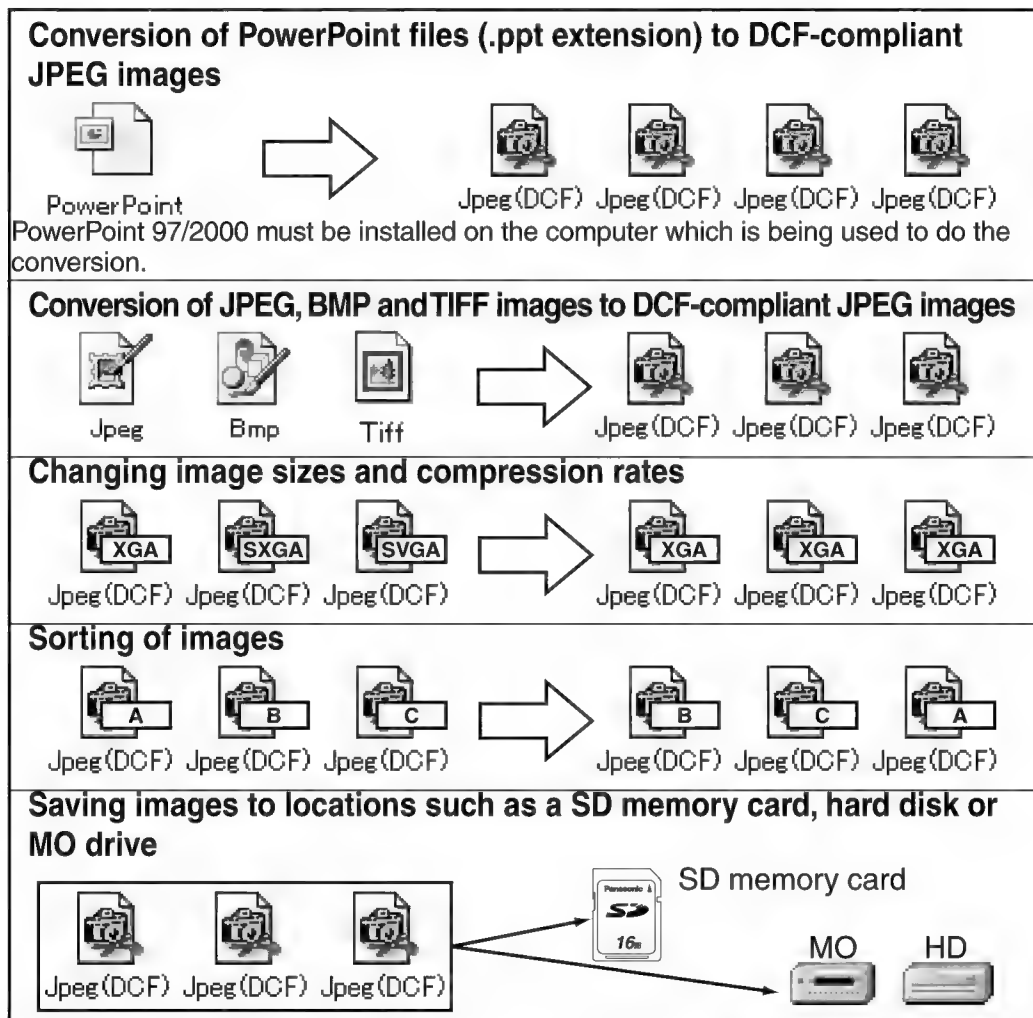 Conversion of PowerPoint files (.ppt extension) to DCF-compliant
JPEG images
PowerPoint
Jpeg(DCF) Jpeg(DCF) Jpeg(DCF) Jpeg(DCF)
PowerPoint 97/2000 must be installed on the computer which is being used to do the
conversion.
Conversion of JPEG, BMP and TIFF images to DCF-compliant JPEG images
Jpeg Bmp Tiff Jpeg(DCF) Jpeg(DCF) Jpeg(DCF)
Changing image sizes and compression rates
XGA SXGA SVGA XGA XGA XGA
Jpeg(DCF) Jpeg(DCF) Jpeg(DCF) Jpeg(DCF) Jpeg(DCF) Jpeg(DCF)
Sorting of images
A B C B C A
Jpeg(DCF) Jpeg(DCF) Jpeg(DCF) Jpeg(DCF) Jpeg(DCF) Jpeg(DCF)
Saving images to locations such as a SD memory card, hard disk or
MO drive
SD memory card
Panasonic
SD
16MB
MO HD
Jpeg(DCF) Jpeg(DCF) Jpeg(DCF)